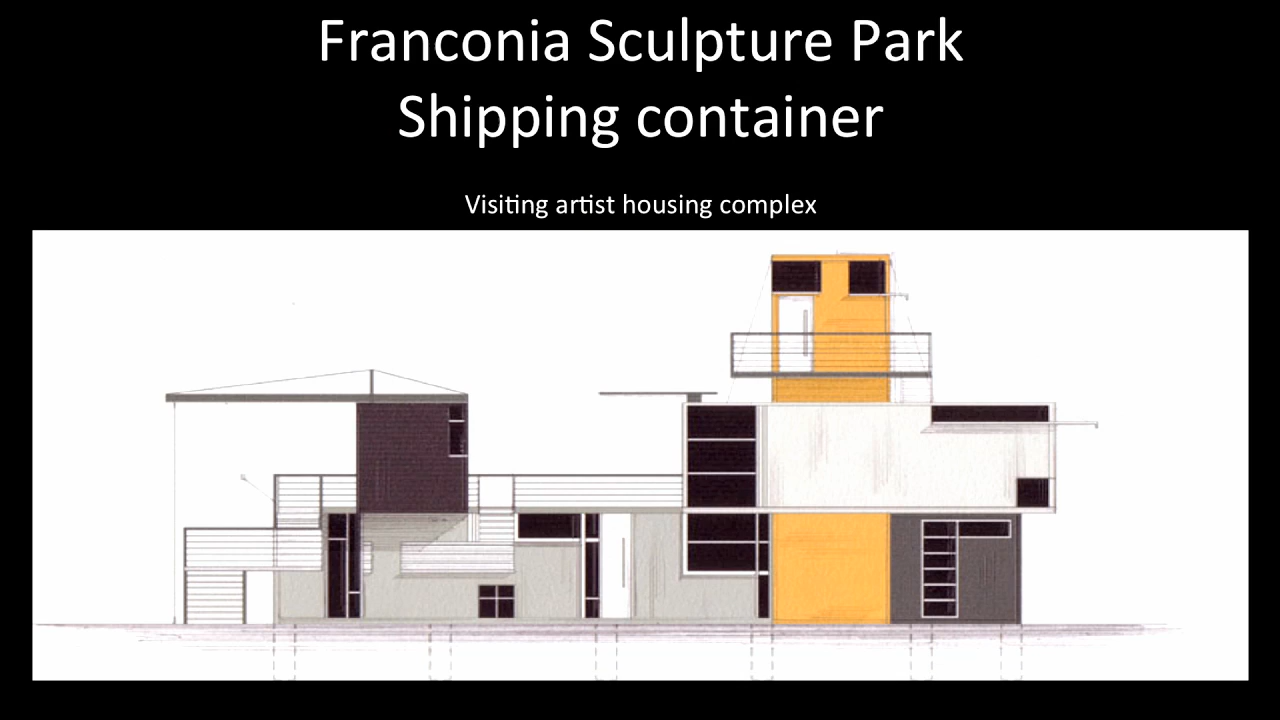 Franconia Sculpture Park
Shipping container
Visiting artist housing complex